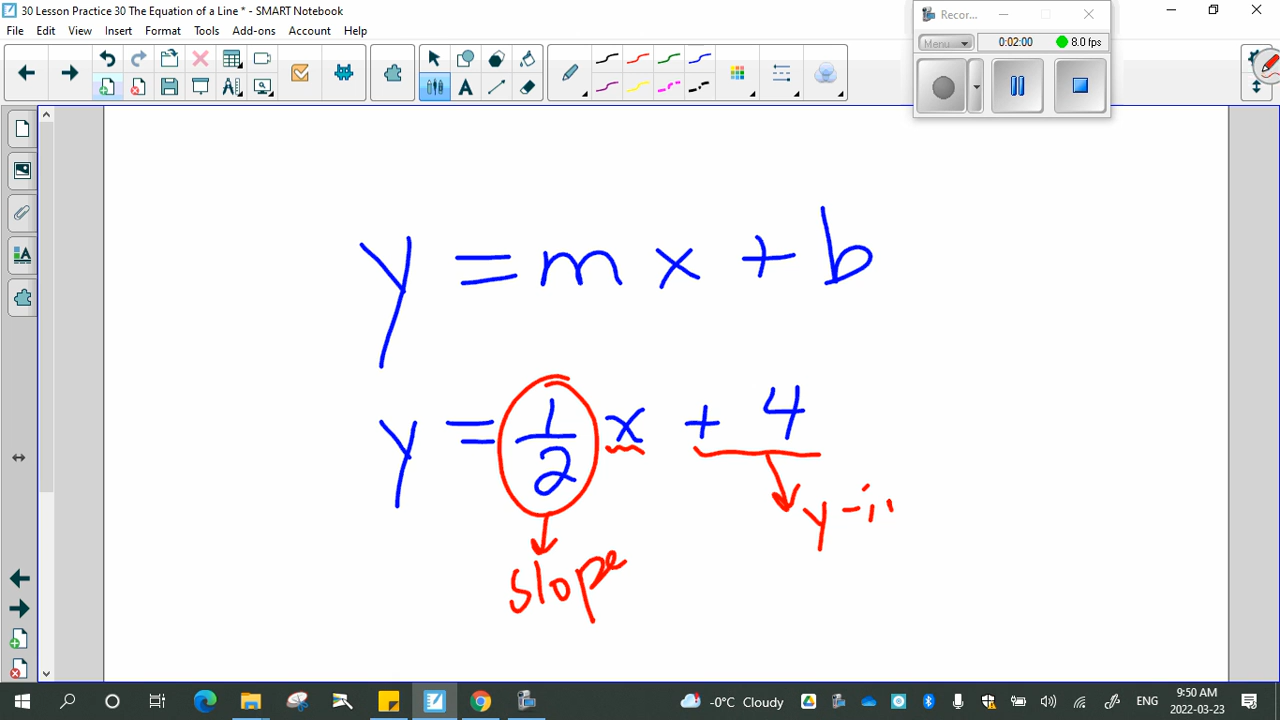 30 Lesson Practice 30 The Equation of a Line * - SMART Notebook
File Edit View Insert Format Tools Add-ons Account Help
Recor...
Menu 0:02:00 8.0 fps
y = m x + b
y = 1/2 x + 4
y-in
slope
-0°C Cloudy
ENG
9:50 AM
2022-03-23